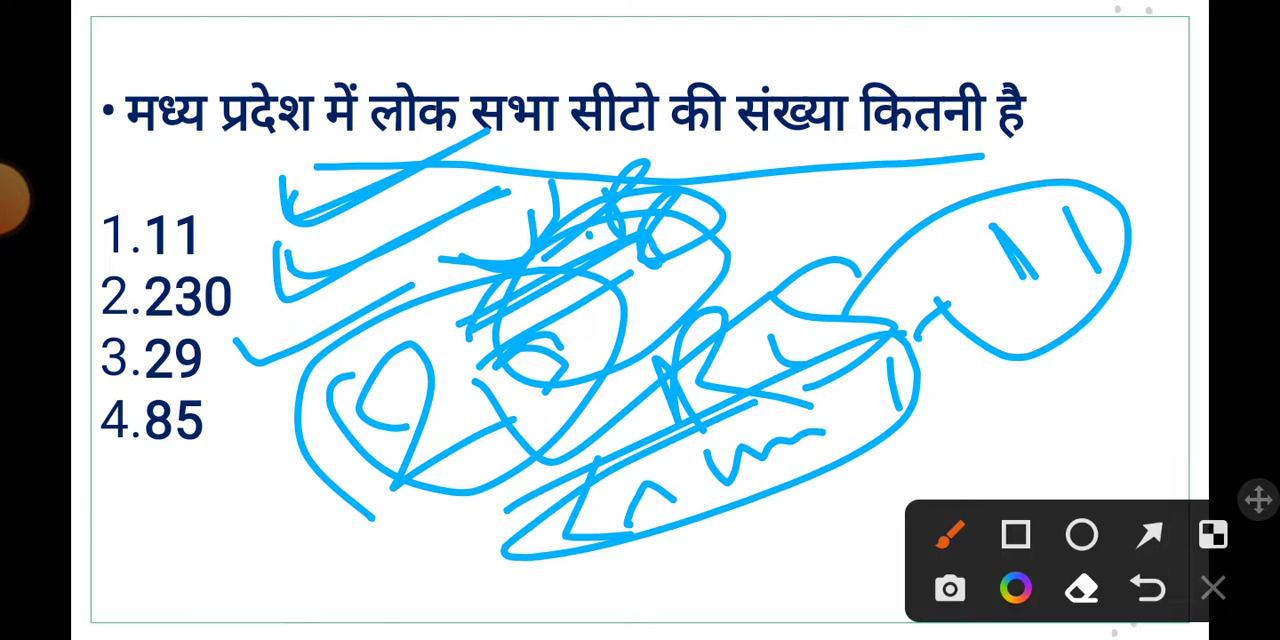 • मध्य प्रदेश में लोक सभा सीटो की संख्या कितनी है
1.11
2.230
3.29
4.85